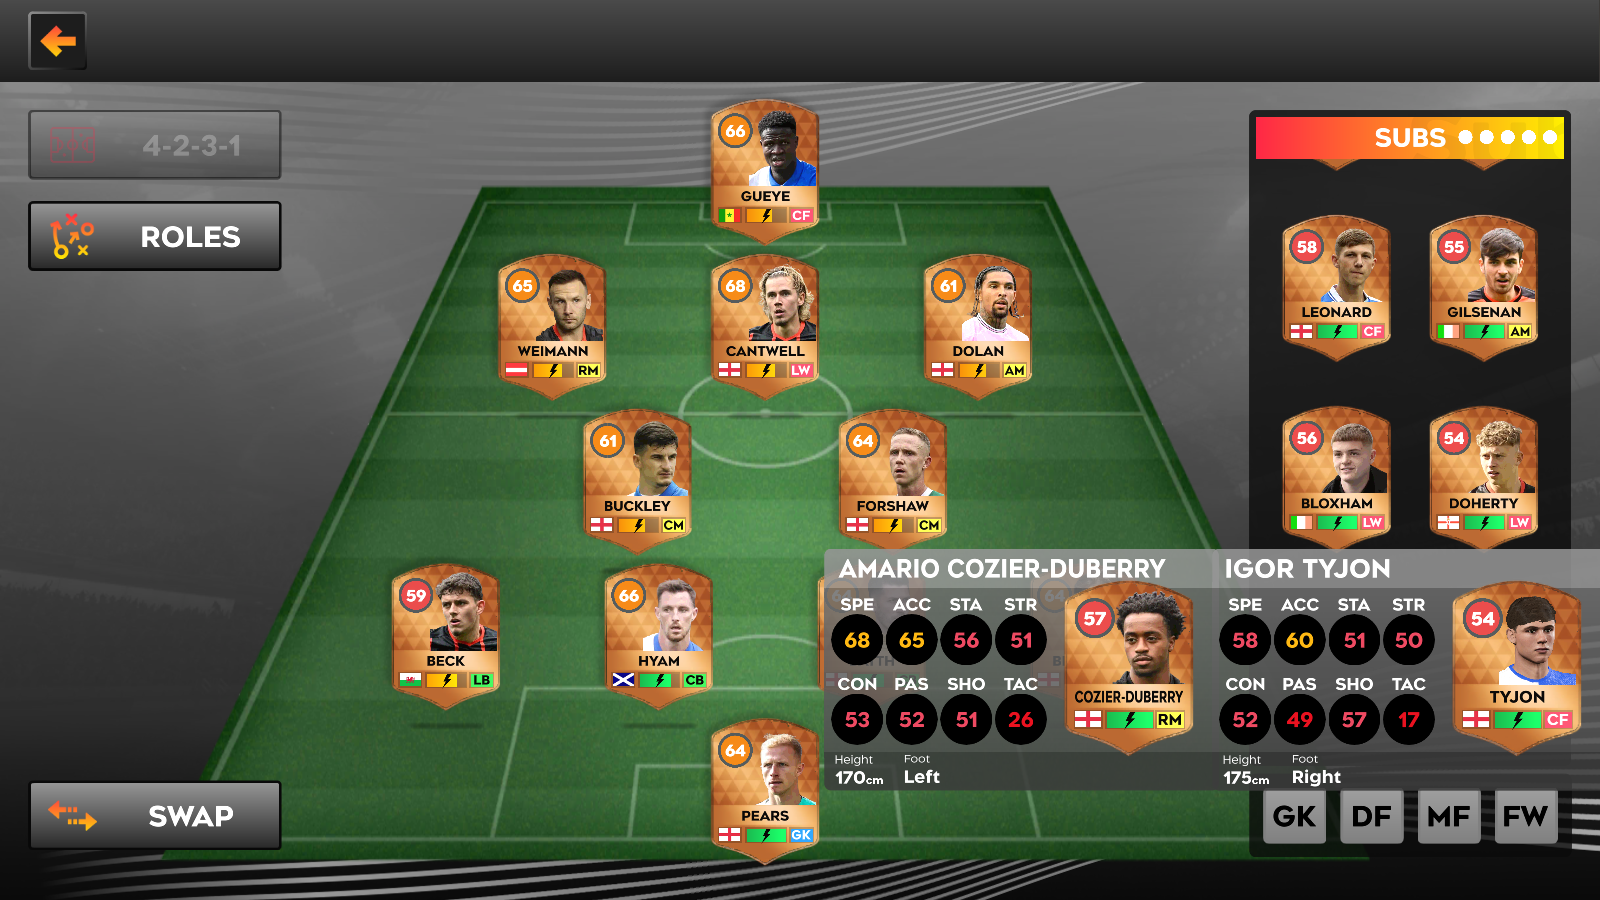 4-2-3-1
ROLES
SWAP
66
GUEYE
CF
65
WEIMANN
RM
68
CANTWELL
LW
61
DOLAN
AM
61
BUCKLEY
CM
64
FORSHAW
CM
59
BECK
LB
66
HYAM
CB
64
PEARS
GK
SUBS
58
LEONARD
CF
55
GILSENAN
AM
56
BLOXHAM
LW
54
DOHERTY
LW
AMARIO COZIER-DUBERRY
SPE ACC STA STR
68 65 56 51
CON PAS SHO TAC
53 52 51 26
Height Foot
170cm Left
57
COZIER-DUBERRY
RM
IGOR TYJON
SPE ACC STA STR
58 60 51 50
CON PAS SHO TAC
52 49 57 17
Height Foot
175cm Right
54
TYJON
CF
GK DF MF FW